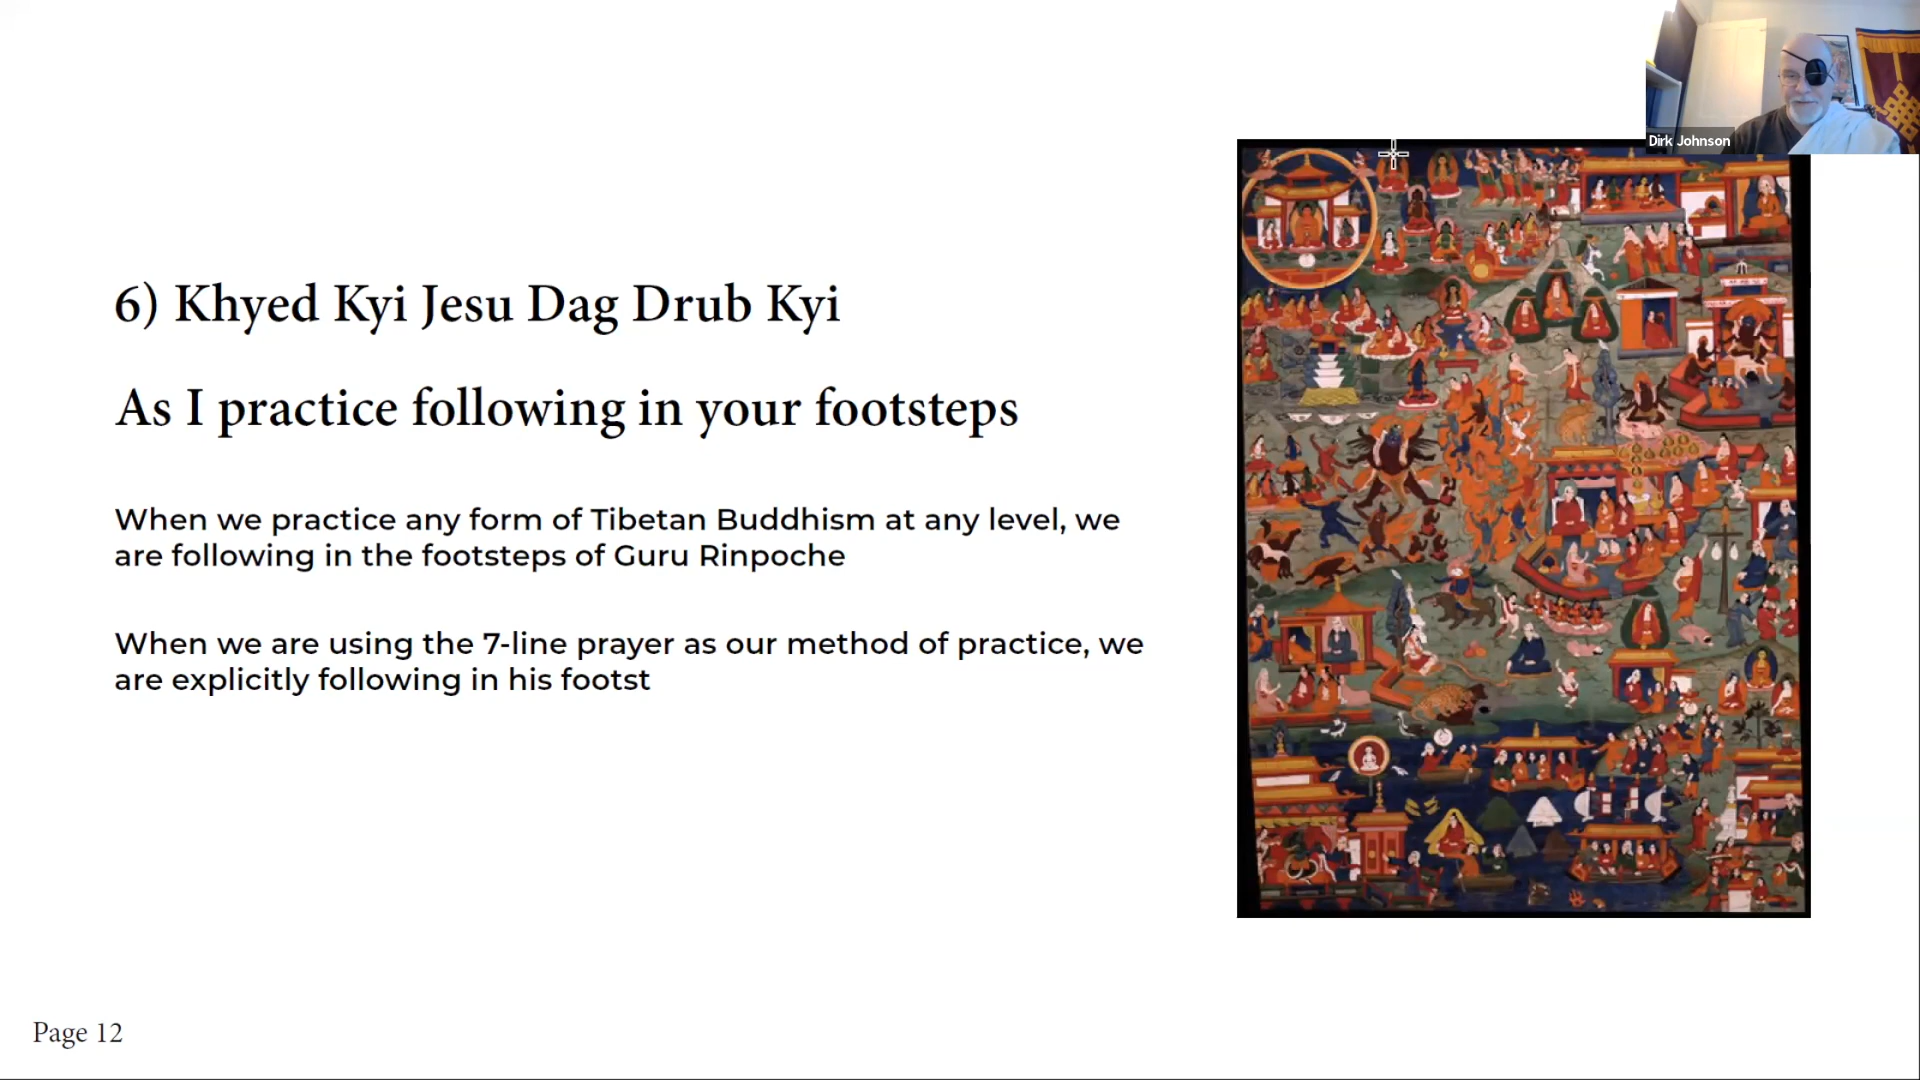 Dirk Johnson
6) Khyed Kyi Jesu Dag Drub Kyi
As I practice following in your footsteps
When we practice any form of Tibetan Buddhism at any level, we
are following in the footsteps of Guru Rinpoche
When we are using the 7-line prayer as our method of practice, we
are explicitly following in his footst
Page 12